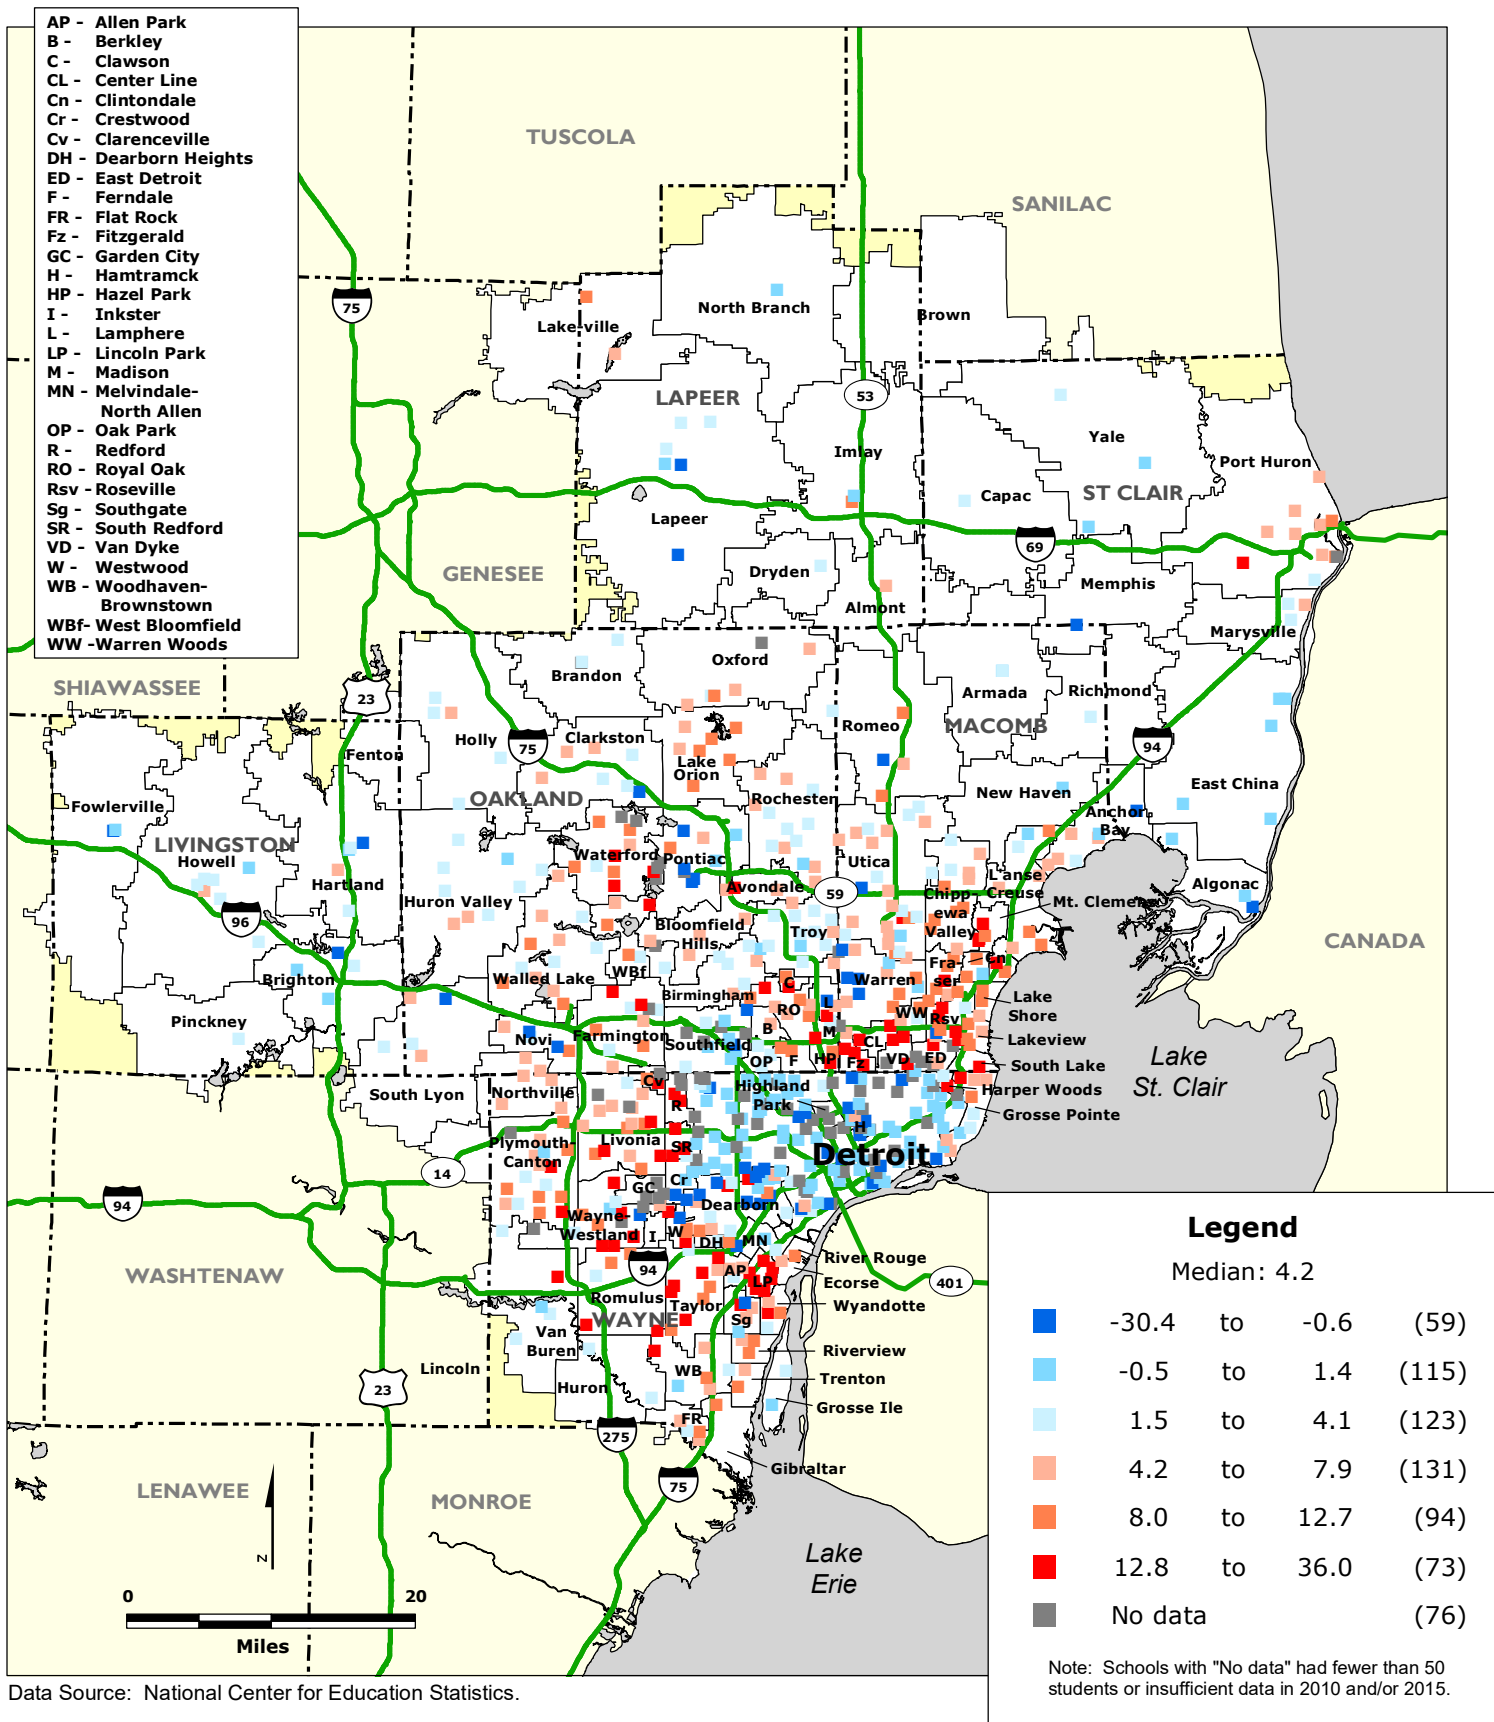 AP - Allen Park
B - Berkley
C - Clawson
CL - Center Line
Cn - Clintondale
Cr - Crestwood
Cv - Clarenceville
DH - Dearborn Heights
ED - East Detroit
F - Ferndale
FR - Flat Rock
Fz - Fitzgerald
GC - Garden City
H - Hamtramck
HP - Hazel Park
I - Inkster
L - Lamphere
LP - Lincoln Park
M - Madison
MN - Melvindale-
North Allen
OP - Oak Park
R - Redford
RO - Royal Oak
Rsv - Roseville
Sg - Southgate
SR - South Redford
VD - Van Dyke
W - Westwood
WB - Woodhaven-
Brownstown
WBf- West Bloomfield
WW -Warren Woods
TUSCOLA
SANILAC
75
North Branch
Brown
Lake-ville
LAPEER
53
Yale
Imlay
Port Huron
Capac
ST CLAIR
Lapeer
69
GENESEE
Dryden
Memphis
Almont
Marysville
Oxford
Brandon
SHIAWASSEE
23
Armada
Richmond
Romeo
MACOMB
Holly
75
Clarkston
94
Fenton
Lake
Orion
East China
New Haven
OAKLAND
Rochester
Fowlerville
Anchor
Bay
LIVINGSTON
Howell
Waterford
Pontiac
Utica
Hartland
L'anse
Creuse
Avondale
59
Algonac
Huron Valley
Chipp-
ewa
Valley
Mt. Clemens
96
Bloomfield
Hills
Troy
CANADA
Fra-
ser
Cn
Walled Lake
WBf
Brighton
Warren
C
Birmingham
Lake
Shore
L
RO
WW
Rsv
Pinckney
B
M
Novi
Farmington
Southfield
CL
Lakeview
OP
F
HP
Fz
VD
ED
South Lake
Lake
St. Clair
Cv
Highland
Park
Harper Woods
South Lyon
Northville
R
Grosse Pointe
H
Livonia
Plymouth-
Canton
SR
Detroit
14
Cr
GC
94
Dearborn
Wayne-
Westland
I
W
DH
MN
River Rouge
WASHTENAW
94
AP
LP
Ecorse
401
Romulus
Taylor
Wyandotte
WAYNE
Sg
Van
Buren
Riverview
Lincoln
WB
Trenton
23
Huron
Grosse Ile
FR
275
Gibraltar
75
LENAWEE
MONROE
N
Lake
Erie
0 20
Miles
Legend
Median: 4.2
-30.4 to -0.6 (59)
-0.5 to 1.4 (115)
1.5 to 4.1 (123)
4.2 to 7.9 (131)
8.0 to 12.7 (94)
12.8 to 36.0 (73)
No data (76)
Note: Schools with "No data" had fewer than 50
students or insufficient data in 2010 and/or 2015.
Data Source: National Center for Education Statistics.